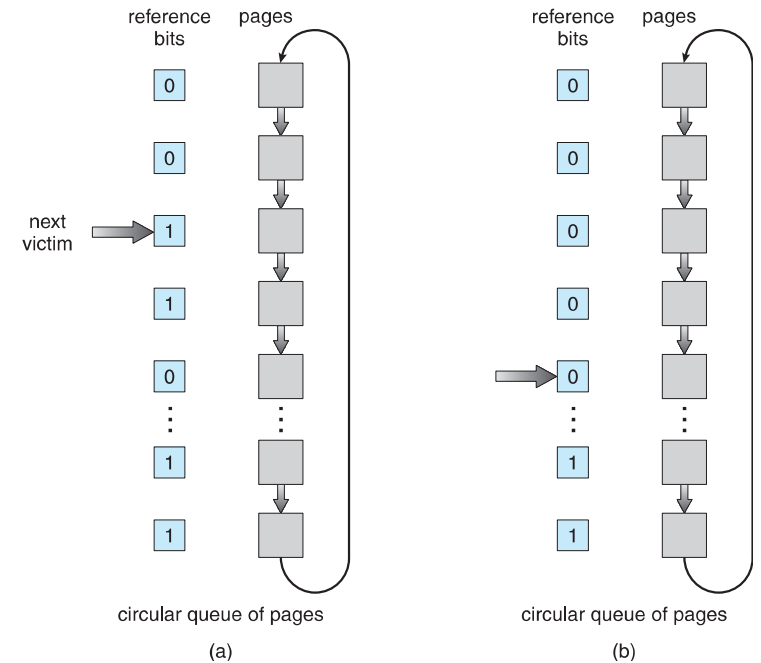 reference bits
pages
0
0
next victim
1
1
0
1
1
circular queue of pages
(a)
reference bits
pages
0
0
0
0
0
1
1
circular queue of pages
(b)